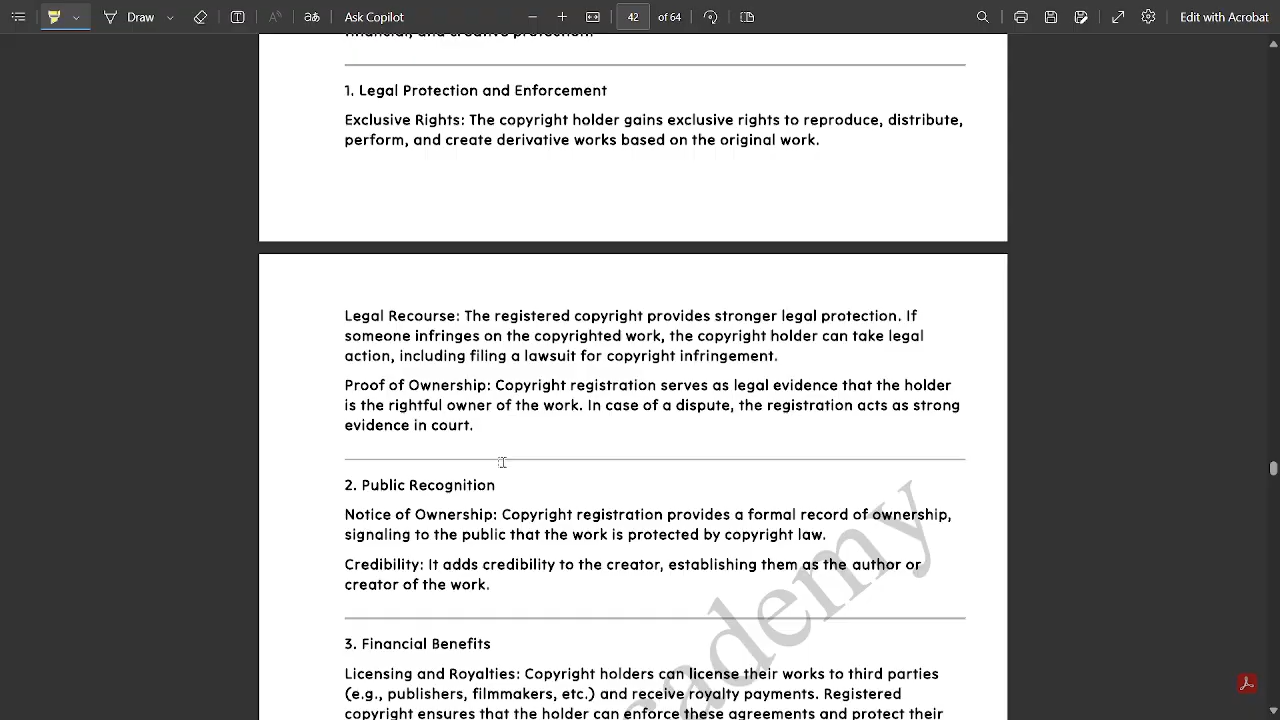 Draw
Ask Copilot
42
of 64
Edit with Acrobat
financial, and creative protection.
1. Legal Protection and Enforcement
Exclusive Rights: The copyright holder gains exclusive rights to reproduce, distribute,
perform, and create derivative works based on the original work.
Legal Recourse: The registered copyright provides stronger legal protection. If
someone infringes on the copyrighted work, the copyright holder can take legal
action, including filing a lawsuit for copyright infringement.
Proof of Ownership: Copyright registration serves as legal evidence that the holder
is the rightful owner of the work. In case of a dispute, the registration acts as strong
evidence in court.
2. Public Recognition
Notice of Ownership: Copyright registration provides a formal record of ownership,
signaling to the public that the work is protected by copyright law.
Credibility: It adds credibility to the creator, establishing them as the author or
creator of the work.
3. Financial Benefits
Licensing and Royalties: Copyright holders can license their works to third parties
(e.g., publishers, filmmakers, etc.) and receive royalty payments. Registered
copyright ensures that the holder can enforce these agreements and protect their
cademy